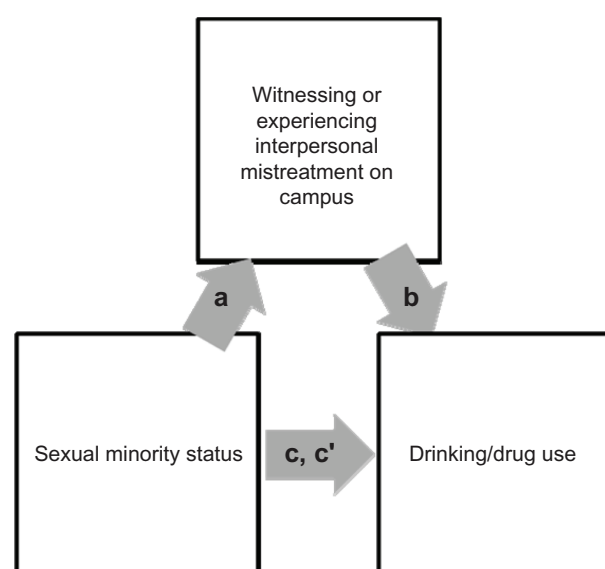 Witnessing or
experiencing
interpersonal
mistreatment on
campus
a
b
Sexual minority status
c, c'
Drinking/drug use